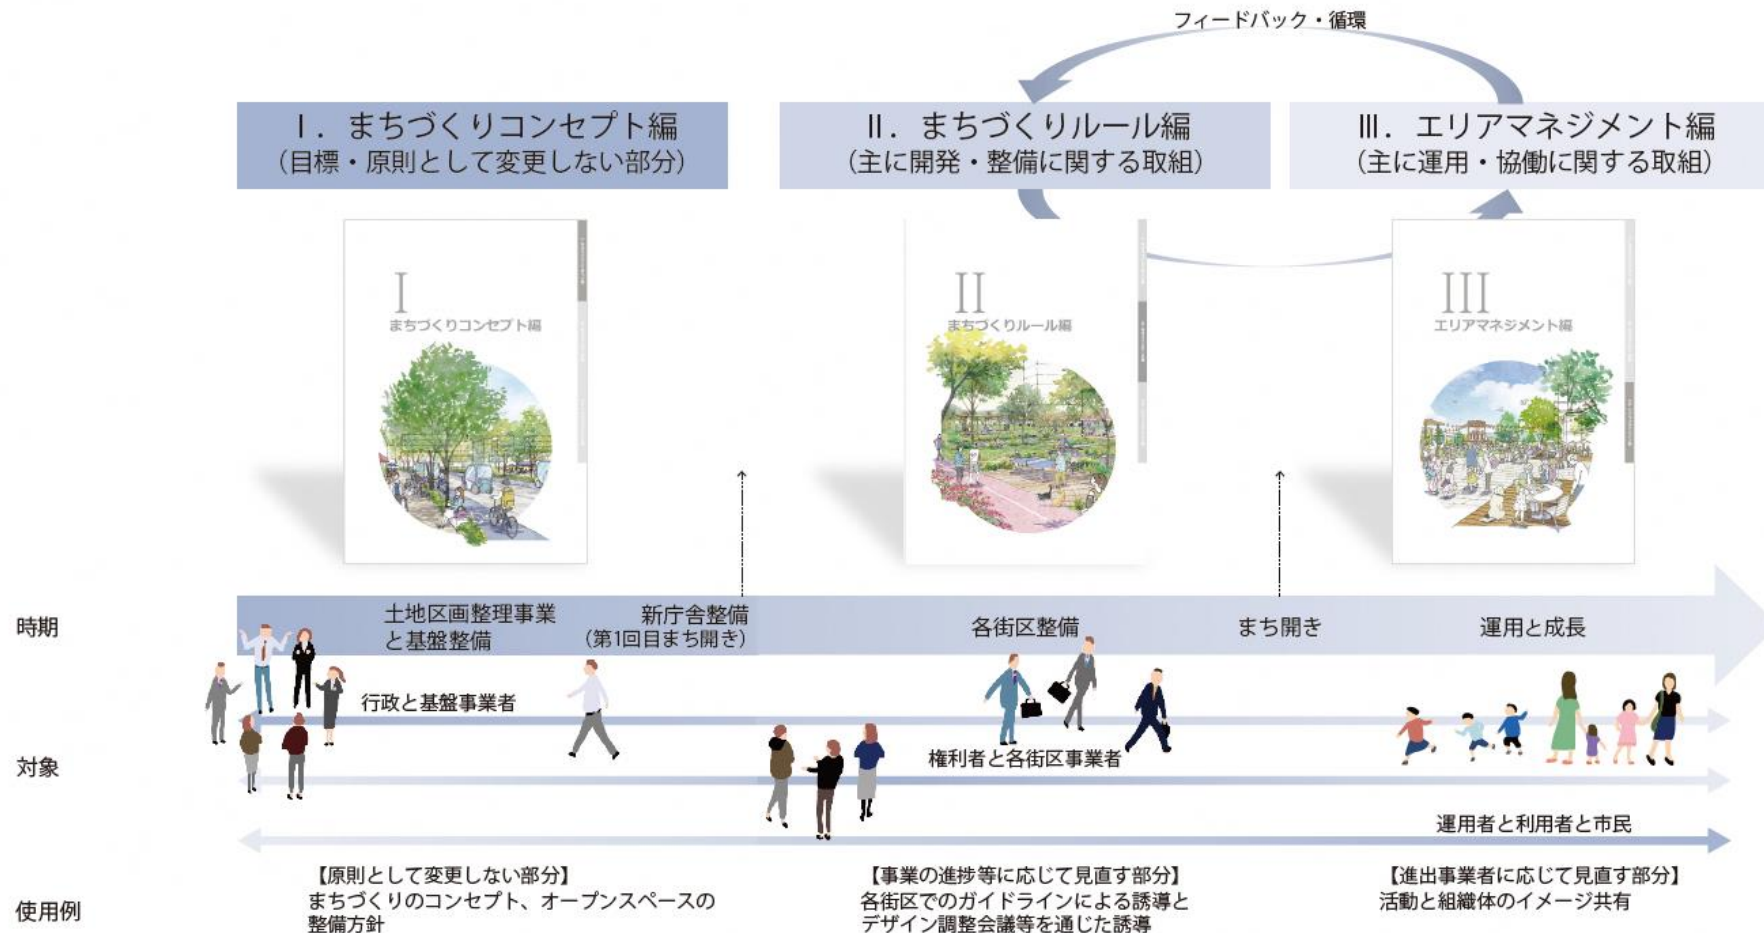 フィードバック・循環
Ⅰ．まちづくりコンセプト編
（目標・原則として変更しない部分）
Ⅱ．まちづくりルール編
（主に開発・整備に関する取組）
Ⅲ．エリアマネジメント編
（主に運用・協働に関する取組）
Ⅰ
まちづくりコンセプト編
Ⅱ
まちづくりルール編
Ⅲ
エリアマネジメント編
時期
土地区画整理事業
と基盤整備
新庁舎整備
（第1回目まち開き）
各街区整備
まち開き
運用と成長
対象
行政と基盤事業者
権利者と各街区事業者
運用者と利用者と市民
使用例
【原則として変更しない部分】
まちづくりのコンセプト、オープンスペースの
整備方針
【事業の進捗等に応じて見直す部分】
各街区でのガイドラインによる誘導と
デザイン調整会議等を通じた誘導
【進出事業者に応じて見直す部分】
活動と組織体のイメージ共有